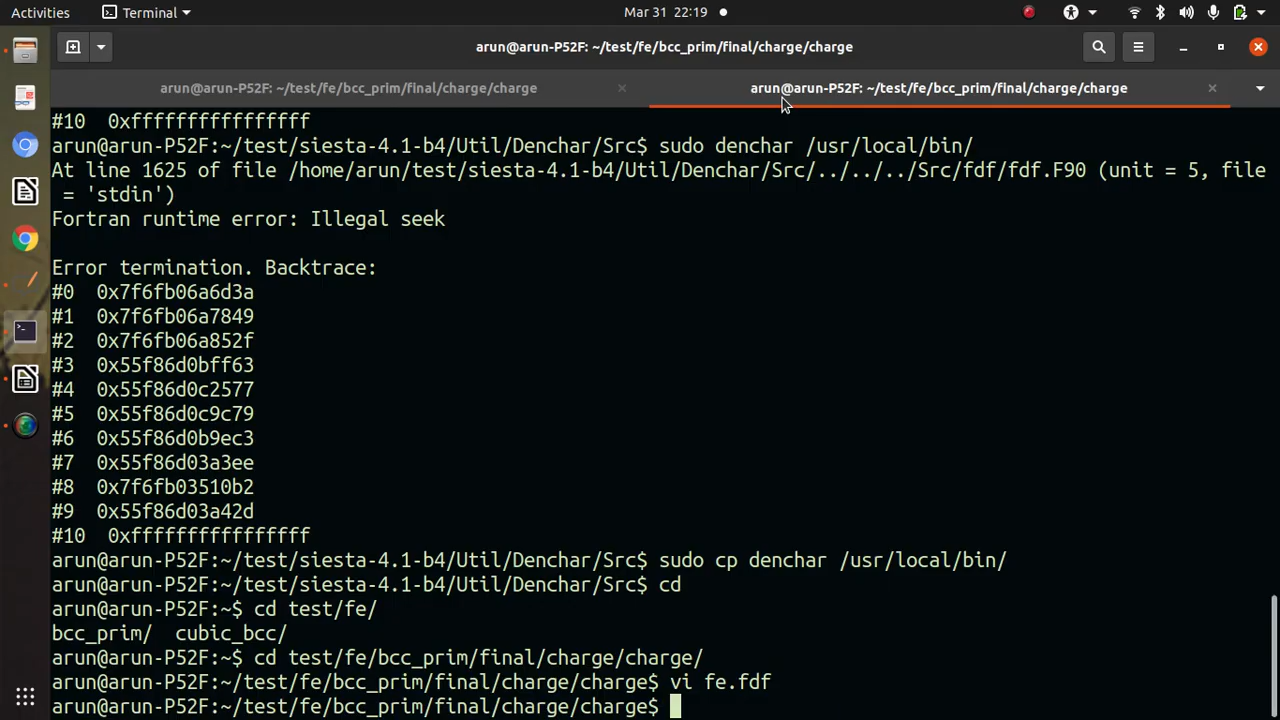 Activities Terminal Mar 31 22:19
arun@arun-P52F: ~/test/fe/bcc_prim/final/charge/charge
arun@arun-P52F: ~/test/fe/bcc_prim/final/charge/charge × arun@arun-P52F: ~/test/fe/bcc_prim/final/charge/charge ×
#10  0xffffffffffffffff
arun@arun-P52F:~/test/siesta-4.1-b4/Util/Denchar/Src$ sudo denchar /usr/local/bin/
At line 1625 of file /home/arun/test/siesta-4.1-b4/Util/Denchar/Src/../../../Src/fdf/fdf.F90 (unit = 5, file
 = 'stdin')
Fortran runtime error: Illegal seek
Error termination. Backtrace:
#0  0x7f6fb06a6d3a
#1  0x7f6fb06a7849
#2  0x7f6fb06a852f
#3  0x55f86d0bff63
#4  0x55f86d0c2577
#5  0x55f86d0c9c79
#6  0x55f86d0b9ec3
#7  0x55f86d03a3ee
#8  0x7f6fb03510b2
#9  0x55f86d03a42d
#10  0xffffffffffffffff
arun@arun-P52F:~/test/siesta-4.1-b4/Util/Denchar/Src$ sudo cp denchar /usr/local/bin/
arun@arun-P52F:~/test/siesta-4.1-b4/Util/Denchar/Src$ cd
arun@arun-P52F:~$ cd test/fe/
bcc_prim/  cubic_bcc/
arun@arun-P52F:~$ cd test/fe/bcc_prim/final/charge/charge/
arun@arun-P52F:~/test/fe/bcc_prim/final/charge/charge$ vi fe.fdf
arun@arun-P52F:~/test/fe/bcc_prim/final/charge/charge$